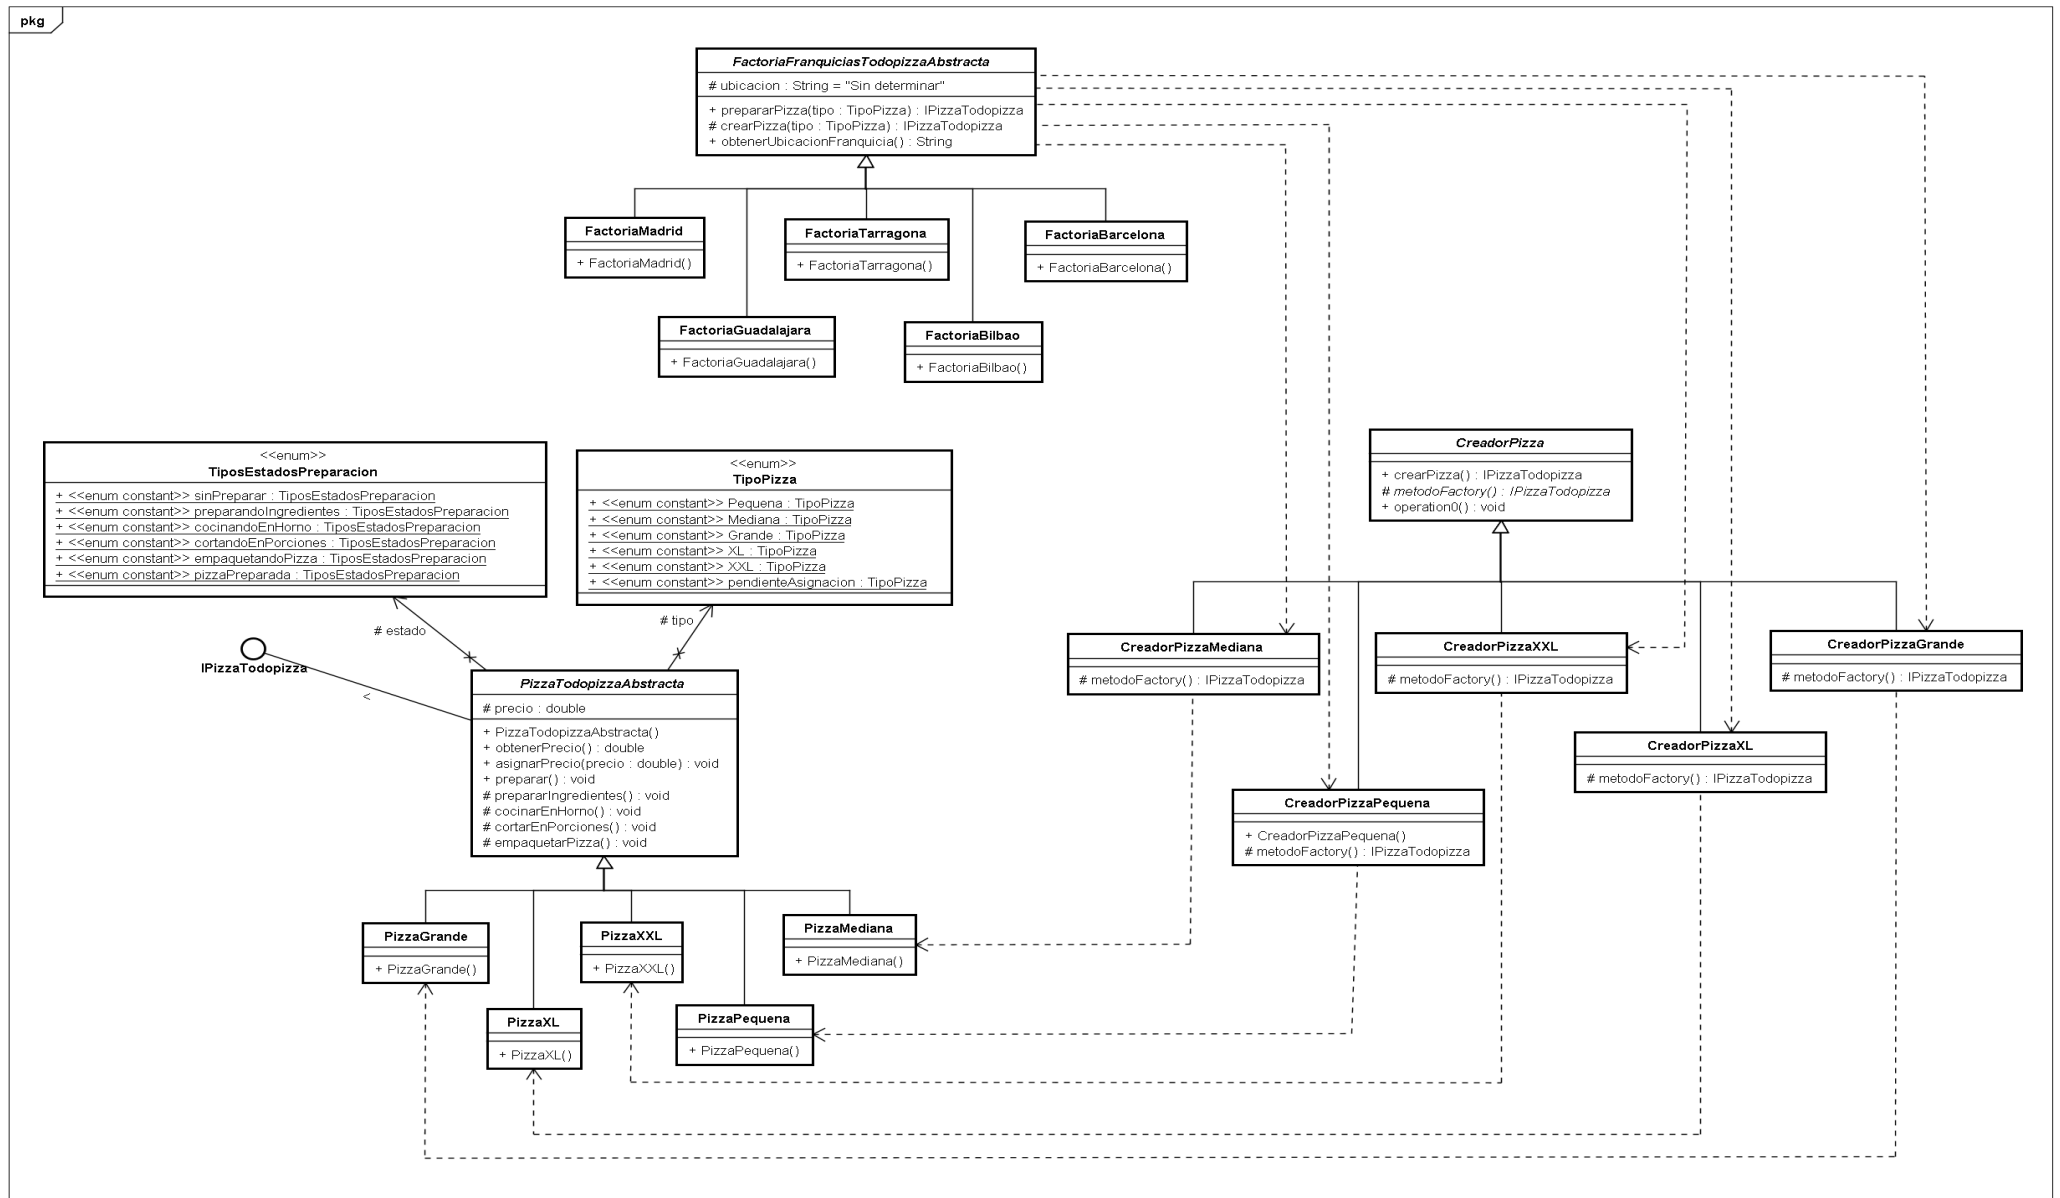 pkg
FactoriaFranquiciasTodopizzaAbstracta
# ubicacion : String = "Sin determinar"
+ prepararPizza(tipo : TipoPizza) : IPizzaTodopizza
# crearPizza(tipo : TipoPizza) : IPizzaTodopizza
+ obtenerUbicacionFranquicia() : String
FactoriaMadrid
+ FactoriaMadrid()
FactoriaTarragona
+ FactoriaTarragona()
FactoriaBarcelona
+ FactoriaBarcelona()
FactoriaGuadalajara
+ FactoriaGuadalajara()
FactoriaBilbao
+ FactoriaBilbao()
<<enum>>
TiposEstadosPreparacion
+ <<enum constant>> sinPreparar : TiposEstadosPreparacion
+ <<enum constant>> preparandoIngredientes : TiposEstadosPreparacion
+ <<enum constant>> cocinandoEnHorno : TiposEstadosPreparacion
+ <<enum constant>> cortandoEnPorciones : TiposEstadosPreparacion
+ <<enum constant>> empaquetandoPizza : TiposEstadosPreparacion
+ <<enum constant>> pizzaPreparada : TiposEstadosPreparacion
<<enum>>
TipoPizza
+ <<enum constant>> Pequena : TipoPizza
+ <<enum constant>> Mediana : TipoPizza
+ <<enum constant>> Grande : TipoPizza
+ <<enum constant>> XL : TipoPizza
+ <<enum constant>> XXL : TipoPizza
+ <<enum constant>> pendienteAsignacion : TipoPizza
CreadorPizza
+ crearPizza() : IPizzaTodopizza
# metodoFactory() : IPizzaTodopizza
+ operation0() : void
# estado
# tipo
IPizzaTodopizza
<
PizzaTodopizzaAbstracta
# precio : double
+ PizzaTodopizzaAbstracta()
+ obtenerPrecio() : double
+ asignarPrecio(precio : double) : void
+ preparar() : void
# prepararIngredientes() : void
# cocinarEnHorno() : void
# cortarEnPorciones() : void
# empaquetarPizza() : void
CreadorPizzaMediana
# metodoFactory() : IPizzaTodopizza
CreadorPizzaXXL
# metodoFactory() : IPizzaTodopizza
CreadorPizzaGrande
# metodoFactory() : IPizzaTodopizza
CreadorPizzaXL
# metodoFactory() : IPizzaTodopizza
CreadorPizzaPequena
+ CreadorPizzaPequena()
# metodoFactory() : IPizzaTodopizza
PizzaGrande
+ PizzaGrande()
PizzaXXL
+ PizzaXXL()
PizzaMediana
+ PizzaMediana()
PizzaXL
+ PizzaXL()
PizzaPequena
+ PizzaPequena()